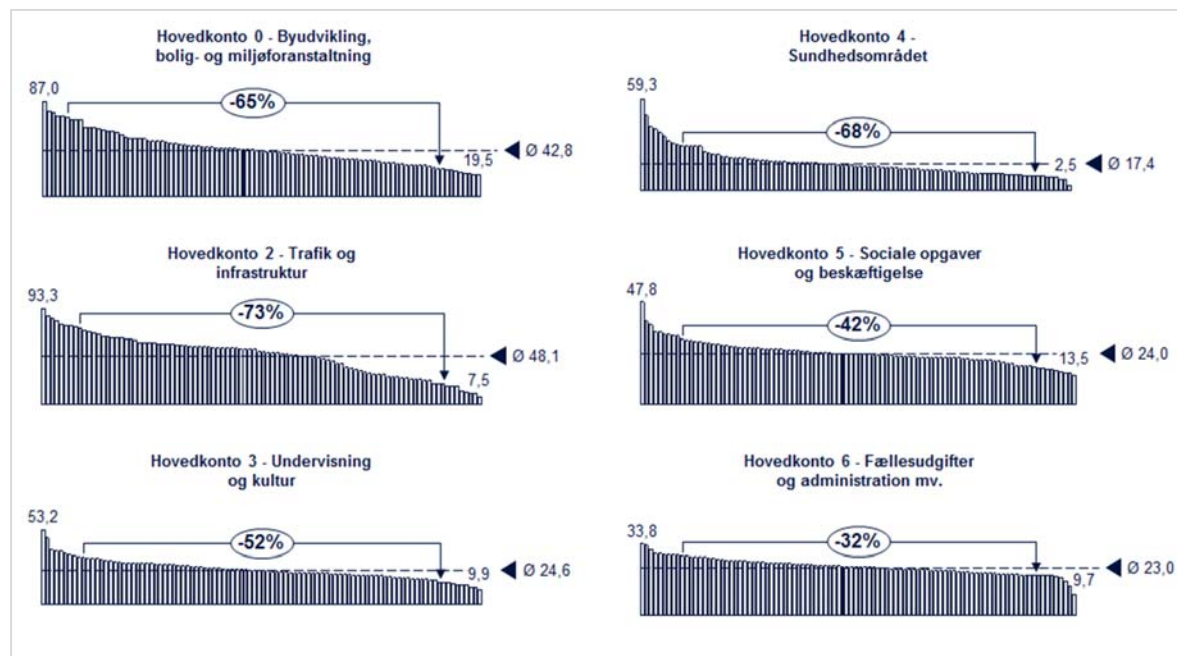 Hovedkonto 0 - Byudvikling,
bolig- og miljøforanstaltning
87,0
-65%
Ø 42,8
19,5
Hovedkonto 4 -
Sundhedsområdet
59,3
-68%
2,5
Ø 17,4
Hovedkonto 2 - Trafik og
infrastruktur
93,3
-73%
Ø 48,1
7,5
Hovedkonto 5 - Sociale opgaver
og beskæftigelse
47,8
-42%
Ø 24,0
13,5
Hovedkonto 3 - Undervisning
og kultur
53,2
-52%
9,9
Ø 24,6
Hovedkonto 6 - Fællesudgifter
og administration mv.
33,8
-32%
Ø 23,0
9,7